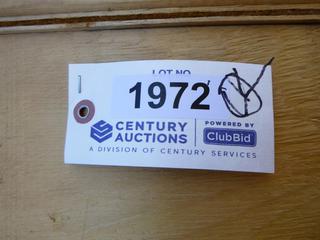 LOT NO.
1972
CENTURY
AUCTIONS
POWERED BY
ClubBid
A DIVISION OF CENTURY SERVICES